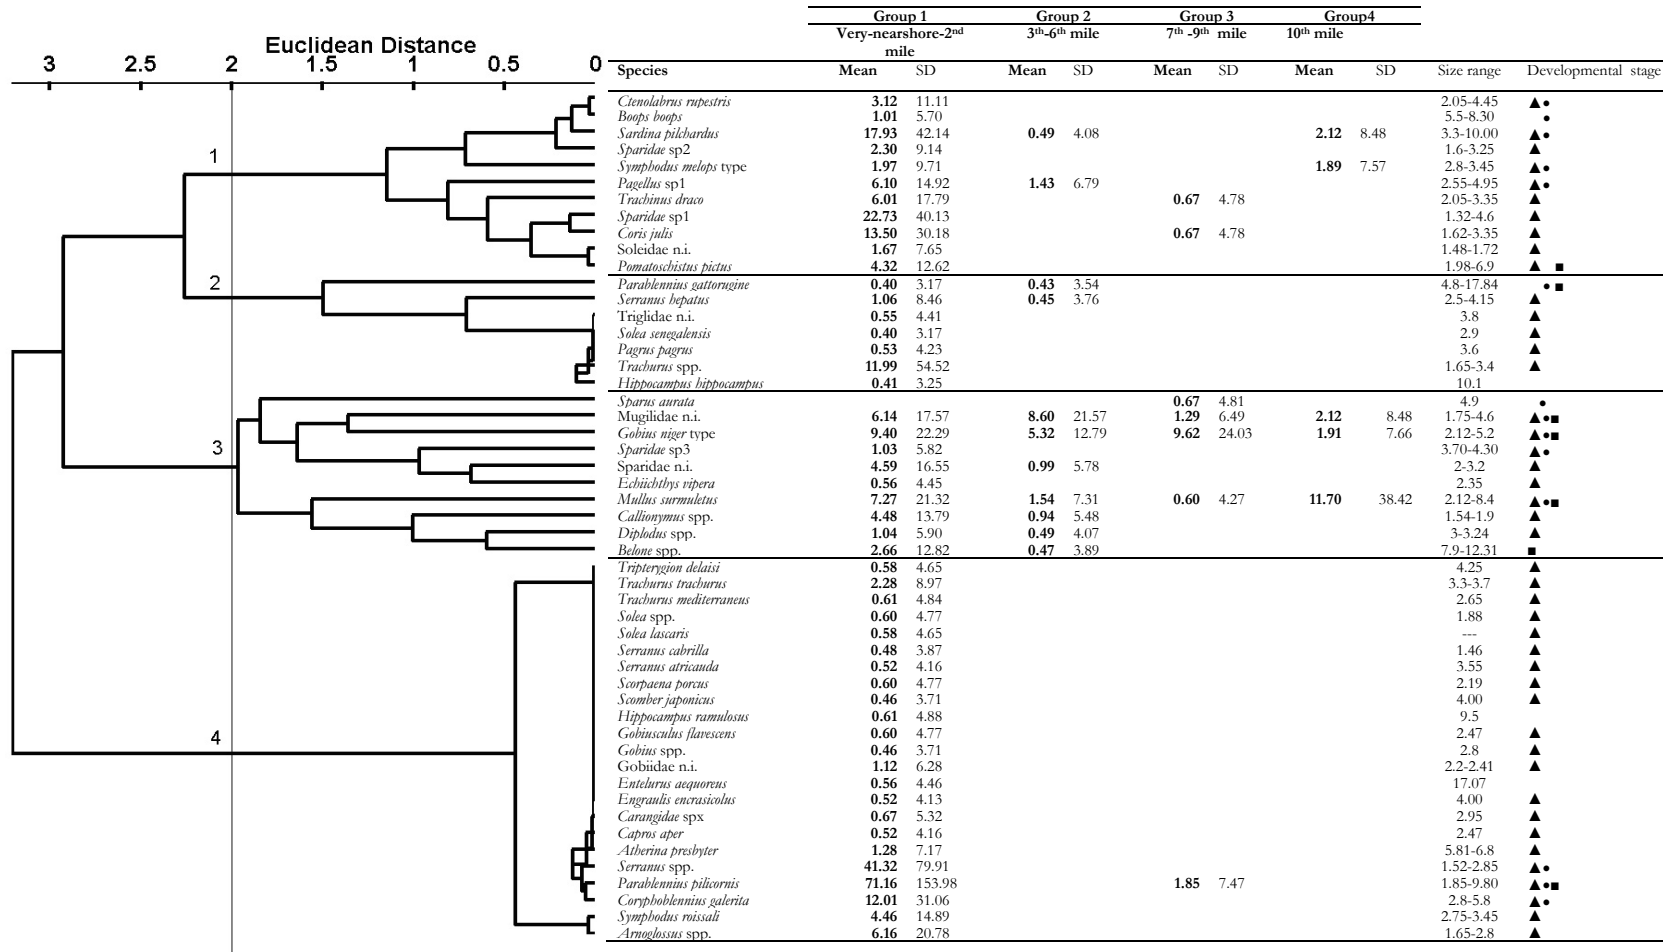 Group 1 Group 2 Group 3 Group4
Very-nearshore-2nd mile 3th-6th mile 7th -9th mile 10th mile
Euclidean Distance
3 2.5 2 1.5 1 0.5 0
Species Mean SD Mean SD Mean SD Mean SD Size range Developmental stage
Ctenolabrus rupestris 3.12 11.11 2.05-4.45 ▲●
Boops boops 1.01 5.70 5.5-8.30 ●
Sardina pilchardus 17.93 42.14 0.49 4.08 2.12 8.48 3.3-10.00 ▲●
1
Sparidae sp2 2.30 9.14 1.6-3.25 ▲
Symphodus melops type 1.97 9.71 1.89 7.57 2.8-3.45 ▲●
Pagellus sp1 6.10 14.92 1.43 6.79 2.55-4.95 ▲●
Trachinus draco 6.01 17.79 0.67 4.78 2.05-3.35 ▲
Sparidae sp1 22.73 40.13 1.32-4.6 ▲
Coris julis 13.50 30.18 0.67 4.78 1.62-3.35 ▲
Soleidae n.i. 1.67 7.65 1.48-1.72 ▲
Pomatoschistus pictus 4.32 12.62 1.98-6.9 ▲ ■
2
Parablennius gattorugine 0.40 3.17 0.43 3.54 4.8-17.84 ●■
Serranus hepatus 1.06 8.46 0.45 3.76 2.5-4.15 ▲
Triglidae n.i. 0.55 4.41 3.8 ▲
Solea senegalensis 0.40 3.17 2.9 ▲
Pagrus pagrus 0.53 4.23 3.6 ▲
Trachurus spp. 11.99 54.52 1.65-3.4 ▲
Hippocampus hippocampus 0.41 3.25 10.1
Sparus aurata 0.67 4.81 4.9 ●
Mugilidae n.i. 6.14 17.57 8.60 21.57 1.29 6.49 2.12 8.48 1.75-4.6 ▲●■
Gobius niger type 9.40 22.29 5.32 12.79 9.62 24.03 1.91 7.66 2.12-5.2 ▲●■
3
Sparidae sp3 1.03 5.82 3.70-4.30 ▲●
Sparidae n.i. 4.59 16.55 0.99 5.78 2-3.2 ▲
Echiichthys vipera 0.56 4.45 2.35 ▲
Mullus surmuletus 7.27 21.32 1.54 7.31 0.60 4.27 11.70 38.42 2.12-8.4 ▲●■
Callionymus spp. 4.48 13.79 0.94 5.48 1.54-1.9 ▲
Diplodus spp. 1.04 5.90 0.49 4.07 3-3.24 ▲
Belone spp. 2.66 12.82 0.47 3.89 7.9-12.31 ■
Tripterygion delaisi 0.58 4.65 4.25 ▲
Trachurus trachurus 2.28 8.97 3.3-3.7 ▲
Trachurus mediterraneus 0.61 4.84 2.65 ▲
Solea spp. 0.60 4.77 1.88 ▲
Solea lascaris 0.58 4.65 --- ▲
Serranus cabrilla 0.48 3.87 1.46 ▲
Serranus atricauda 0.52 4.16 3.55 ▲
Scorpaena porcus 0.60 4.77 2.19 ▲
Scomber japonicus 0.46 3.71 4.00 ▲
Hippocampus ramulosus 0.61 4.88 9.5
Gobiusculus flavescens 0.60 4.77 2.47 ▲
4
Gobius spp. 0.46 3.71 2.8 ▲
Gobiidae n.i. 1.12 6.28 2.2-2.41 ▲
Entelurus aequoreus 0.56 4.46 17.07
Engraulis encrasicolus 0.52 4.13 4.00 ▲
Carangidae spx 0.67 5.32 2.95 ▲
Capros aper 0.52 4.16 2.47 ▲
Atherina presbyter 1.28 7.17 5.81-6.8 ▲
Serranus spp. 41.32 79.91 1.52-2.85 ▲●
Parablennius pilicornis 71.16 153.98 1.85 7.47 1.85-9.80 ▲●■
Coryphoblennius galerita 12.01 31.06 2.8-5.8 ▲●
Symphodus roissali 4.46 14.89 2.75-3.45 ▲
Arnoglossus spp. 6.16 20.78 1.65-2.8 ▲